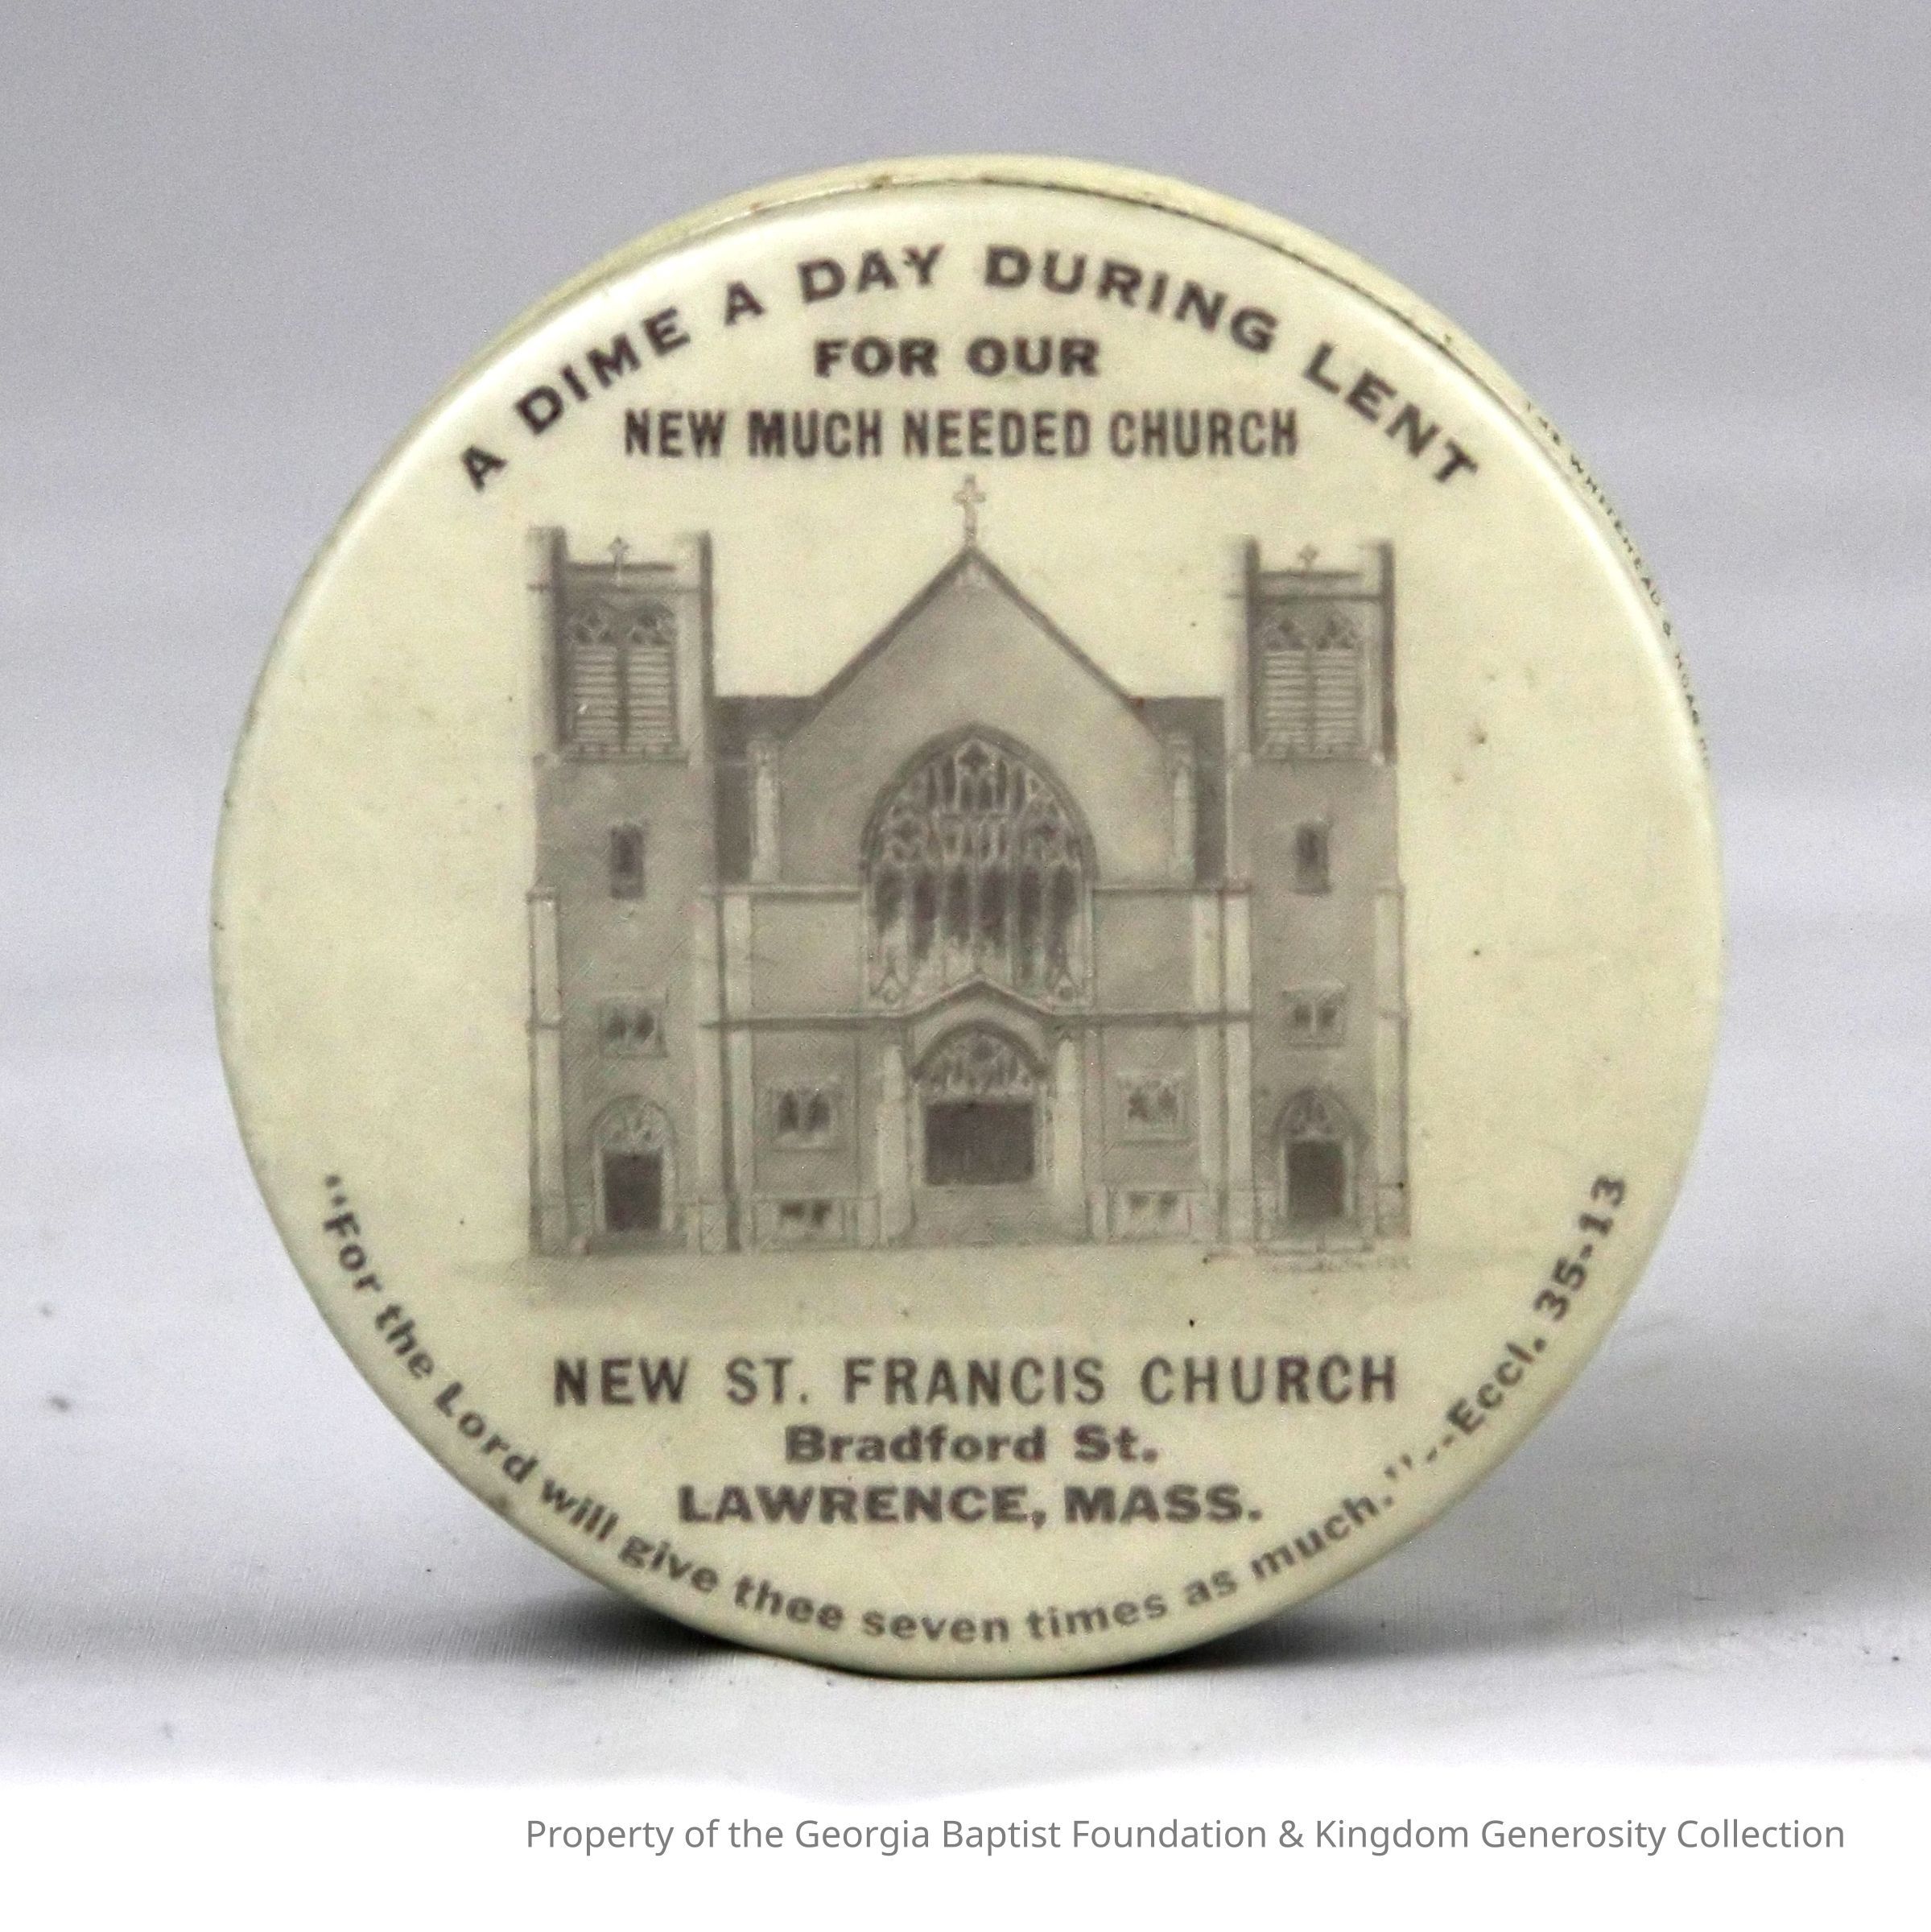 A DIME A DAY DURING LENT
FOR OUR
NEW MUCH NEEDED CHURCH
NEW ST. FRANCIS CHURCH
Bradford St.
LAWRENCE, MASS.
"For the Lord will give thee seven times as much."--Eccl. 35-13
WHITEHEAD &
Property of the Georgia Baptist Foundation & Kingdom Generosity Collection